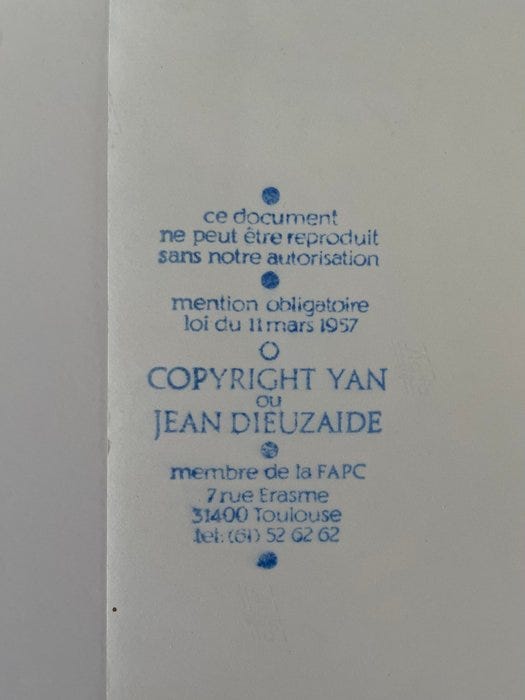 ce document
ne peut être reproduit
sans notre autorisation
mention obligatoire
loi du 11 mars 1957
COPYRIGHT YAN
ou
JEAN DIEUZAIDE
membre de la FAPC
7 rue Erasme
31400 Toulouse
tel: (61) 52 62 62